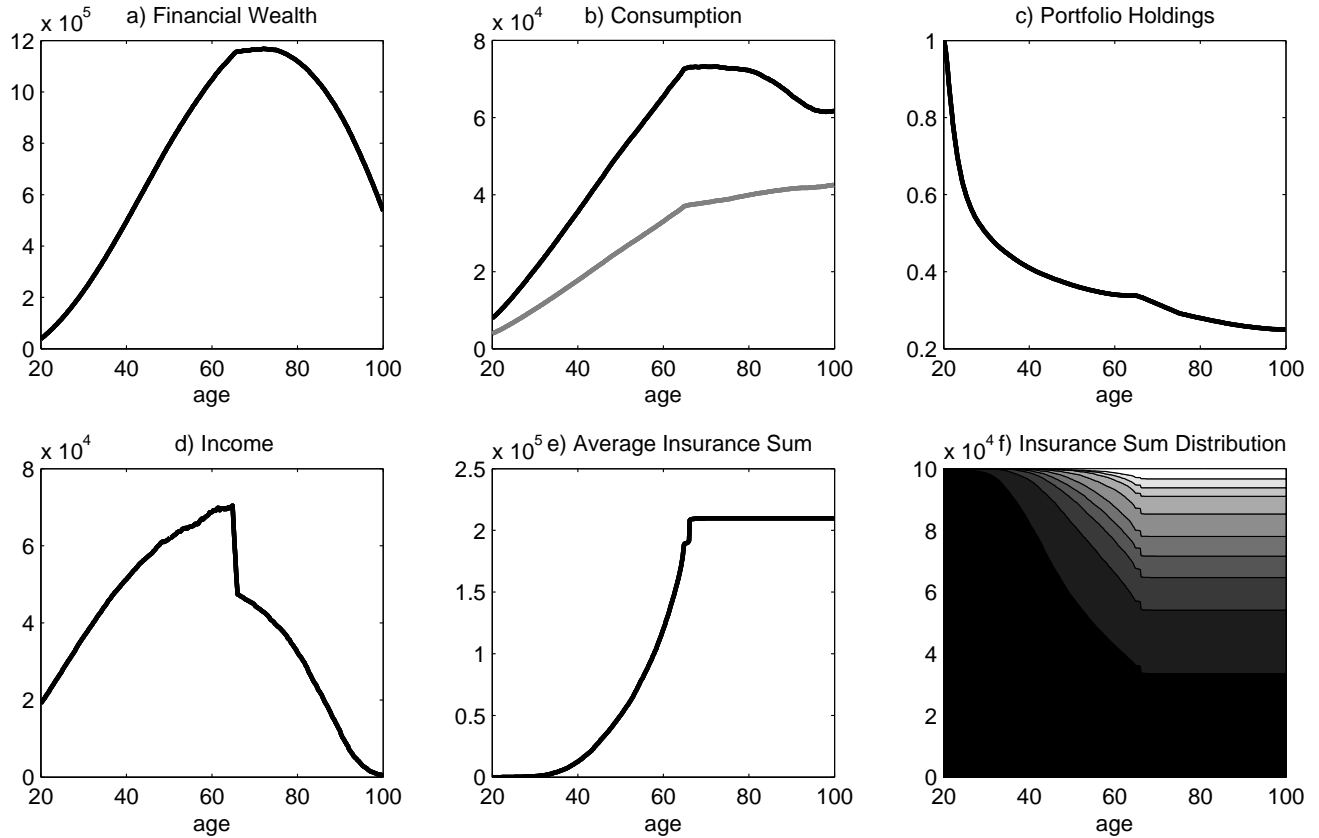 x 10^5 a) Financial Wealth
12
10
8
6
4
2
0
20 40 60 80 100
age
x 10^4 b) Consumption
8
6
4
2
0
20 40 60 80 100
age
c) Portfolio Holdings
1
0.8
0.6
0.4
0.2
20 40 60 80 100
age
x 10^4 d) Income
8
6
4
2
0
20 40 60 80 100
age
x 10^5 e) Average Insurance Sum
2.5
2
1.5
1
0.5
0
20 40 60 80 100
age
x 10^4 f) Insurance Sum Distribution
10
8
6
4
2
0
20 40 60 80 100
age